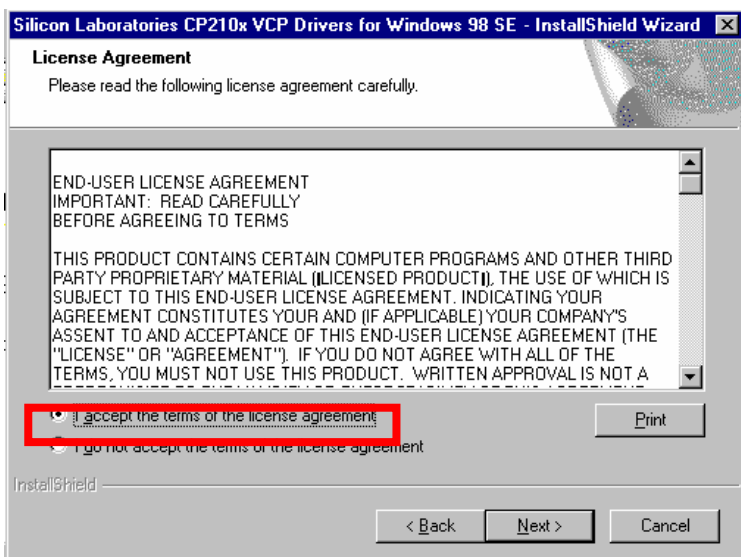 Silicon Laboratories CP210x VCP Drivers for Windows 98 SE - InstallShield Wizard
License Agreement
Please read the following license agreement carefully.
END-USER LICENSE AGREEMENT
IMPORTANT: READ CAREFULLY
BEFORE AGREEING TO TERMS
THIS PRODUCT CONTAINS CERTAIN COMPUTER PROGRAMS AND OTHER THIRD
PARTY PROPRIETARY MATERIAL (LICENSED PRODUCT), THE USE OF WHICH IS
SUBJECT TO THIS END-USER LICENSE AGREEMENT. INDICATING YOUR
AGREEMENT CONSTITUTES YOUR AND (IF APPLICABLE) YOUR COMPANY'S
ASSENT TO AND ACCEPTANCE OF THIS END-USER LICENSE AGREEMENT (THE
"LICENSE" OR "AGREEMENT"). IF YOU DO NOT AGREE WITH ALL OF THE
TERMS, YOU MUST NOT USE THIS PRODUCT. WRITTEN APPROVAL IS NOT A
I accept the terms of the license agreement
I do not accept the terms of the license agreement
Print
InstallShield
< Back
Next >
Cancel